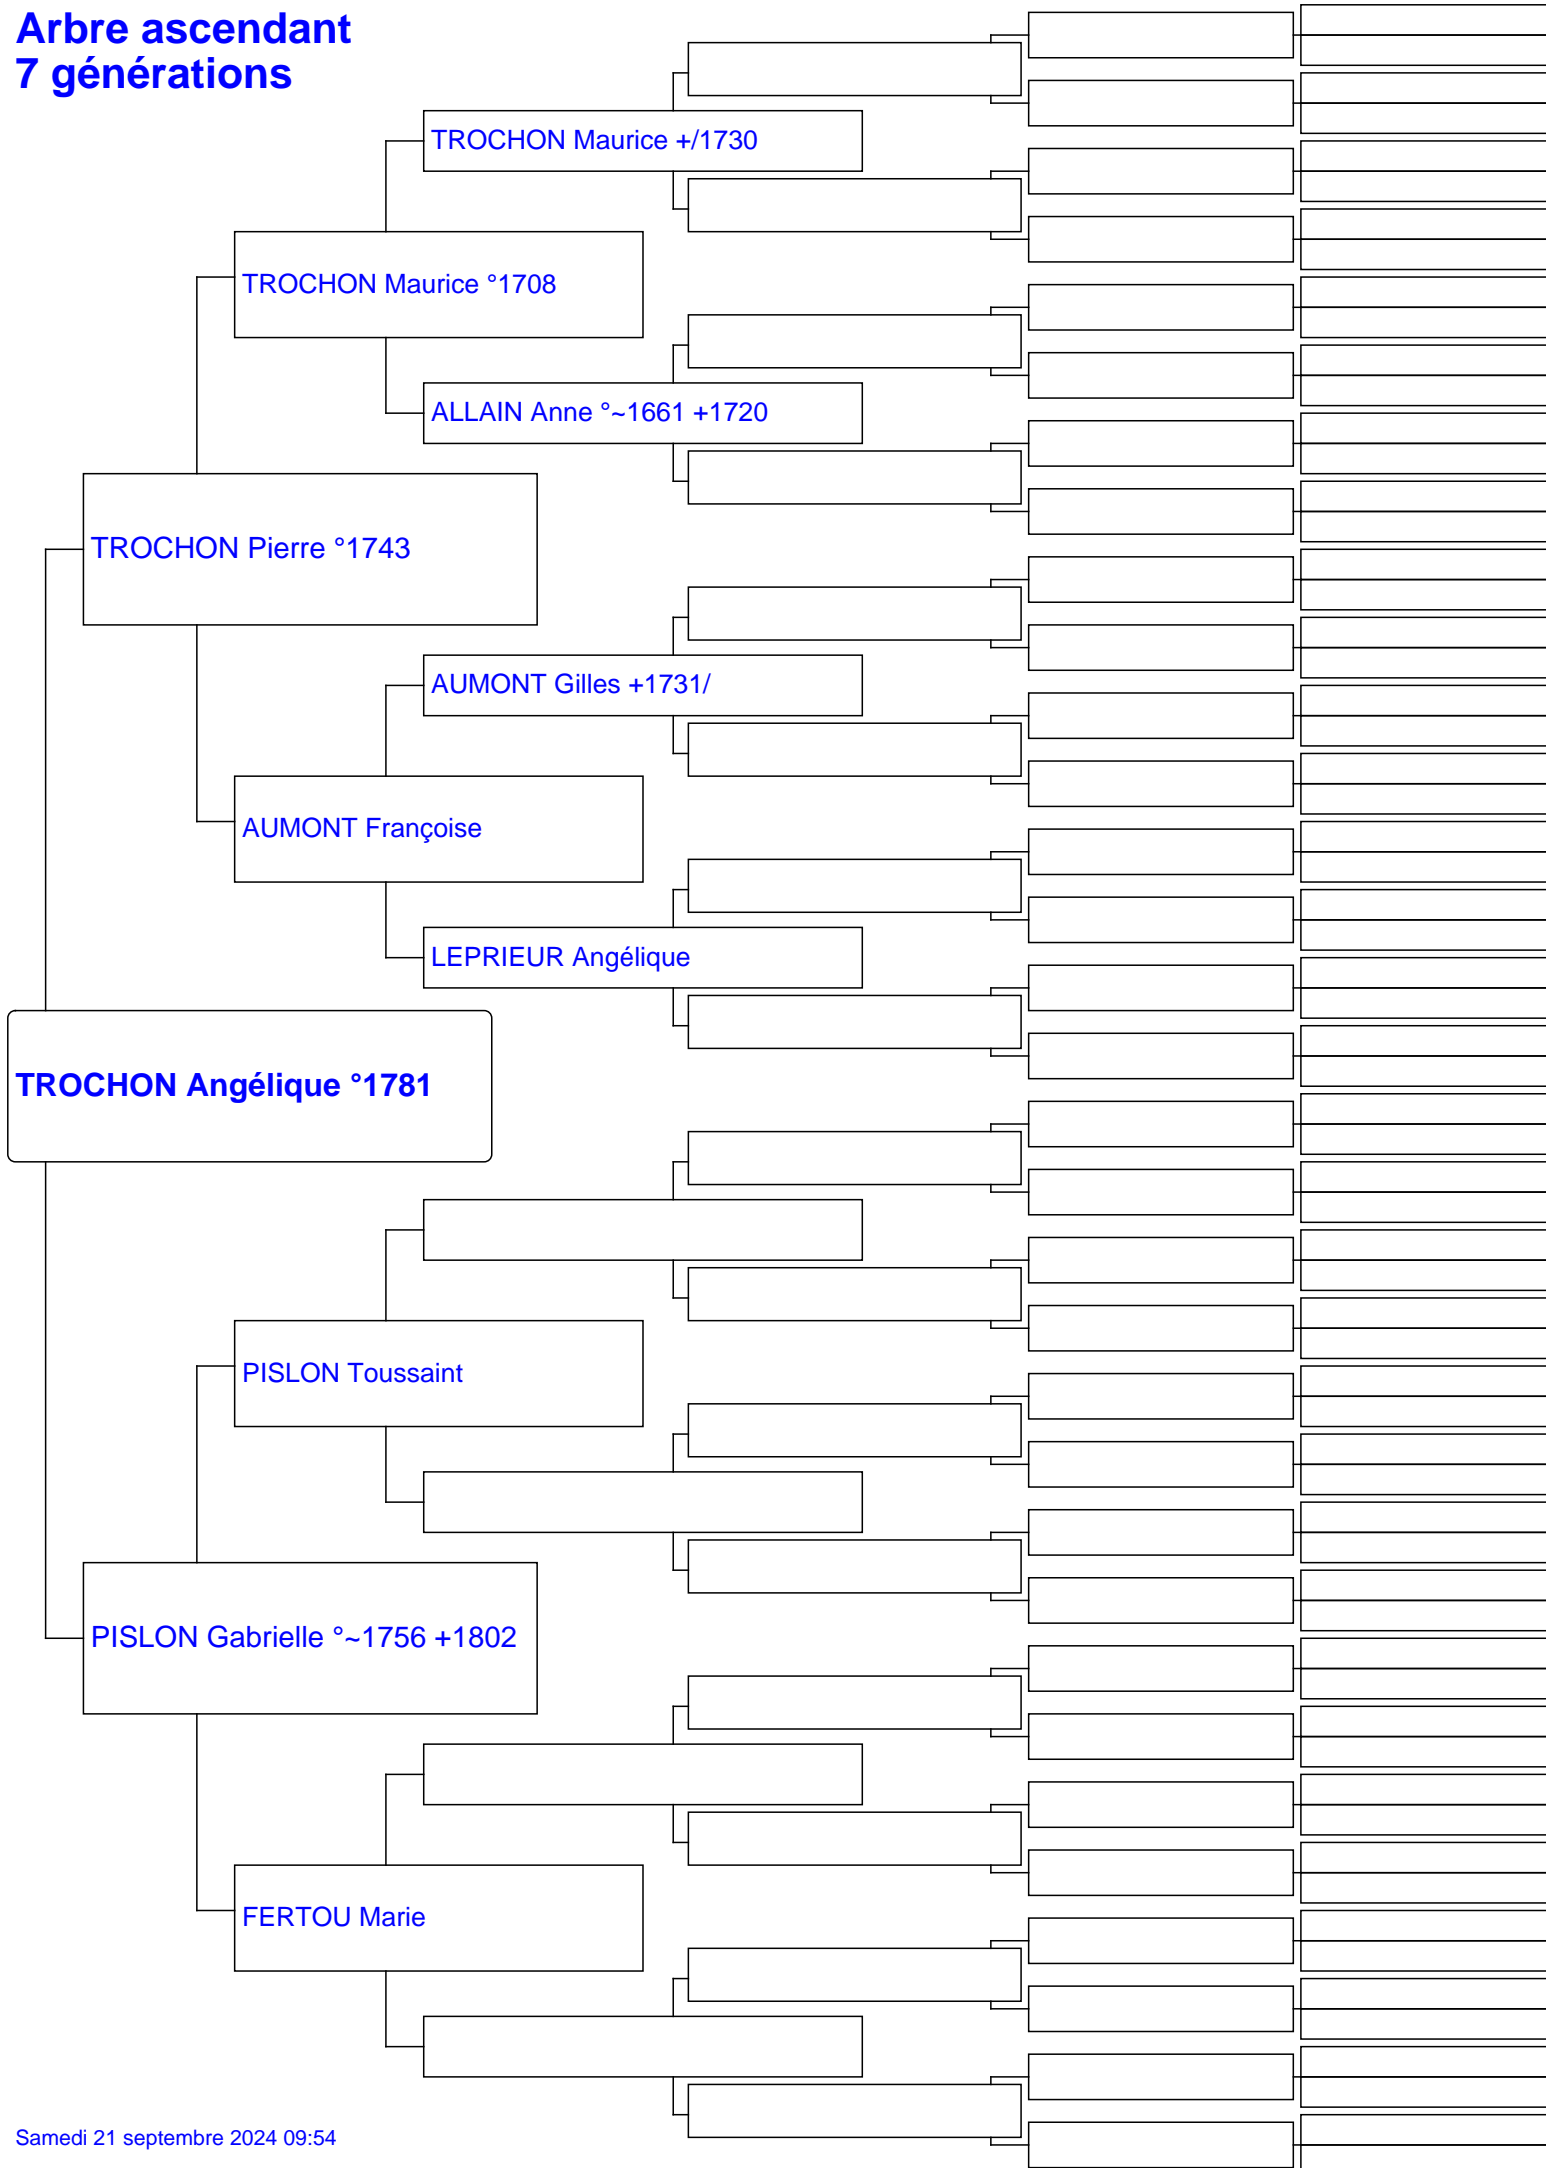 Arbre ascendant
7 générations
TROCHON Maurice +/1730
TROCHON Maurice °1708
ALLAIN Anne °~1661 +1720
TROCHON Pierre °1743
AUMONT Gilles +1731/
AUMONT Françoise
LEPRIEUR Angélique
TROCHON Angélique °1781
PISLON Toussaint
PISLON Gabrielle °~1756 +1802
FERTOU Marie
Samedi 21 septembre 2024 09:54